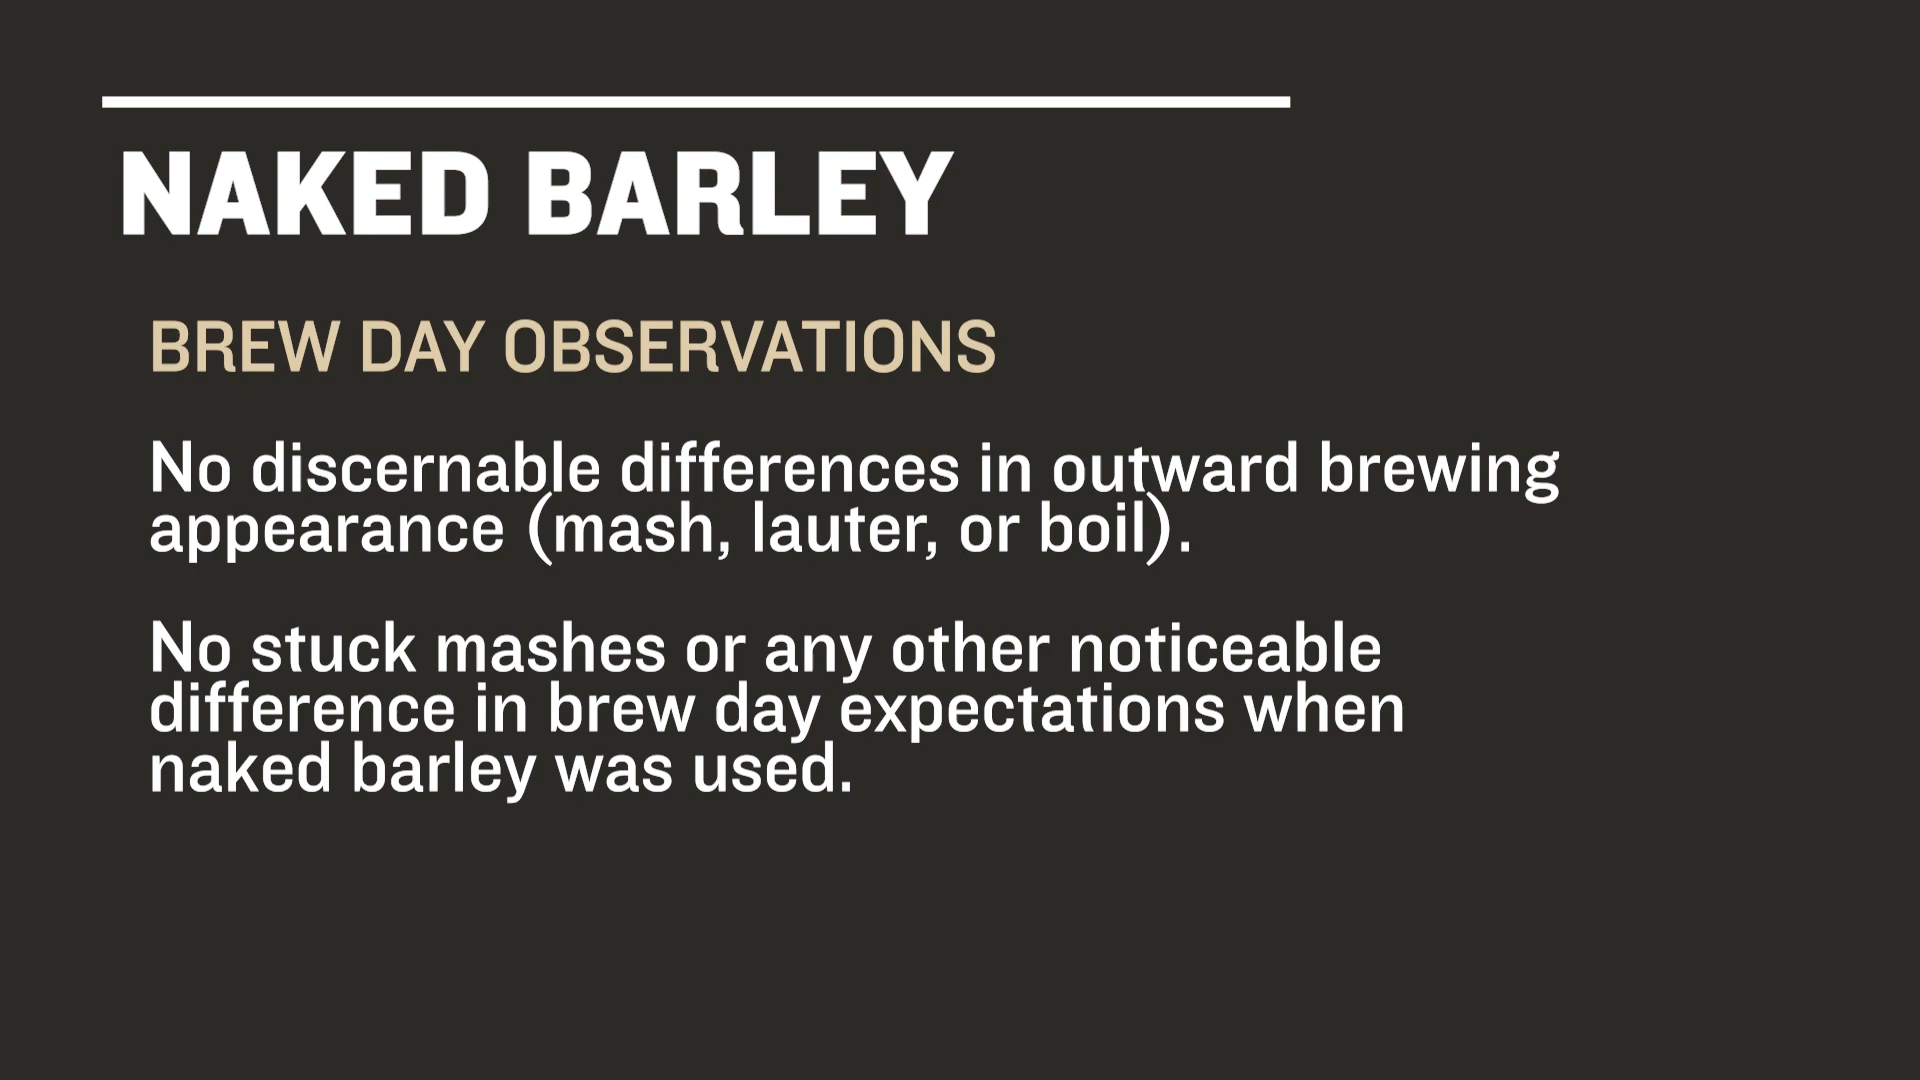 NAKED BARLEY
BREW DAY OBSERVATIONS
No discernable differences in outward brewing
appearance (mash, lauter, or boil).
No stuck mashes or any other noticeable
difference in brew day expectations when
naked barley was used.